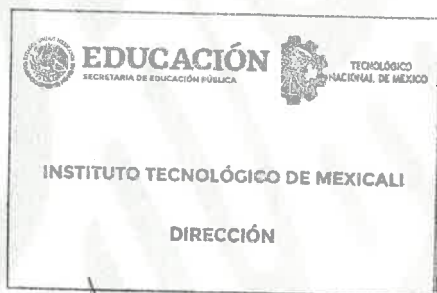 EDUCACIÓN
SECRETARÍA DE EDUCACIÓN PÚBLICA
TECNOLÓGICO
NACIONAL DE MÉXICO
INSTITUTO TECNOLÓGICO DE MEXICALI
DIRECCIÓN